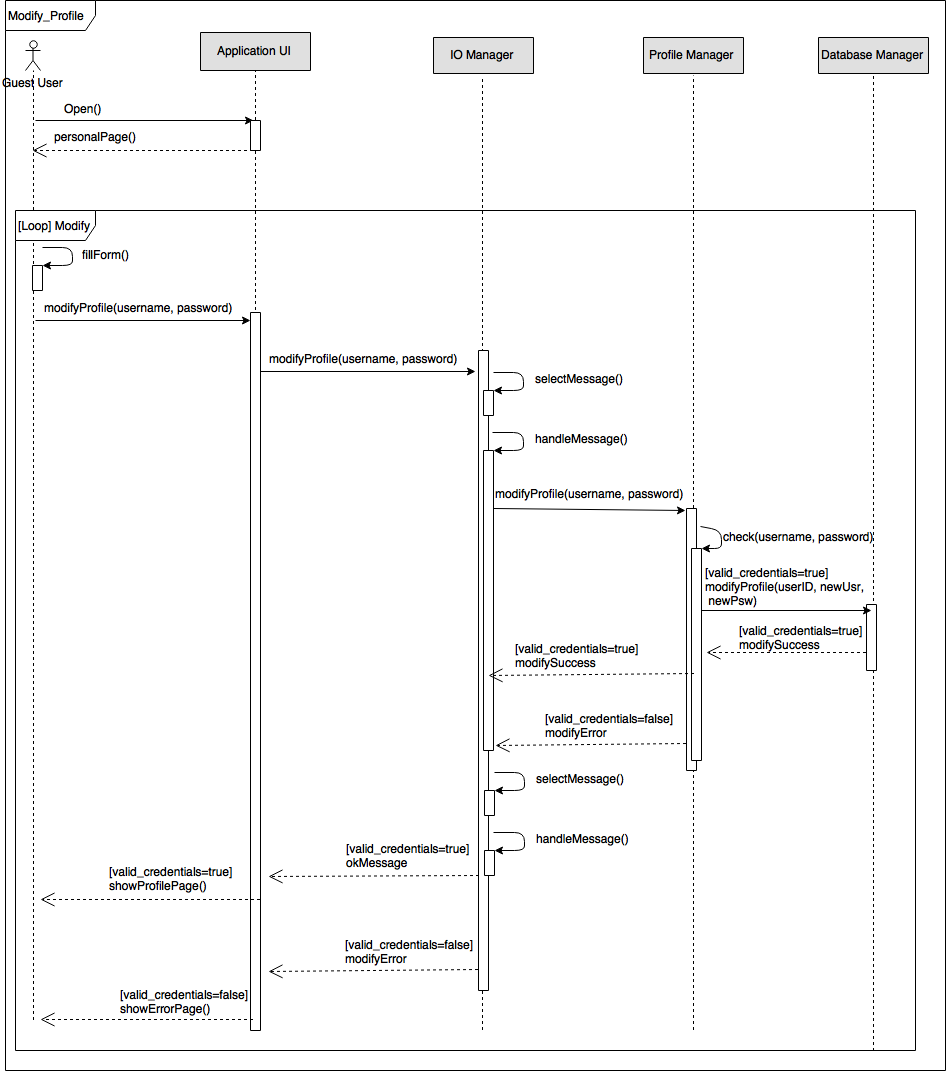 Modify_Profile
Guest User
Application UI
IO Manager
Profile Manager
Database Manager
Open()
personalPage()
[Loop] Modify
fillForm()
modifyProfile(username, password)
modifyProfile(username, password)
selectMessage()
handleMessage()
modifyProfile(username, password)
check(username, password)
[valid_credentials=true]
modifyProfile(userID, newUsr,
newPsw)
[valid_credentials=true]
modifySuccess
[valid_credentials=true]
modifySuccess
[valid_credentials=false]
modifyError
selectMessage()
handleMessage()
[valid_credentials=true]
okMessage
[valid_credentials=true]
showProfilePage()
[valid_credentials=false]
modifyError
[valid_credentials=false]
showErrorPage()